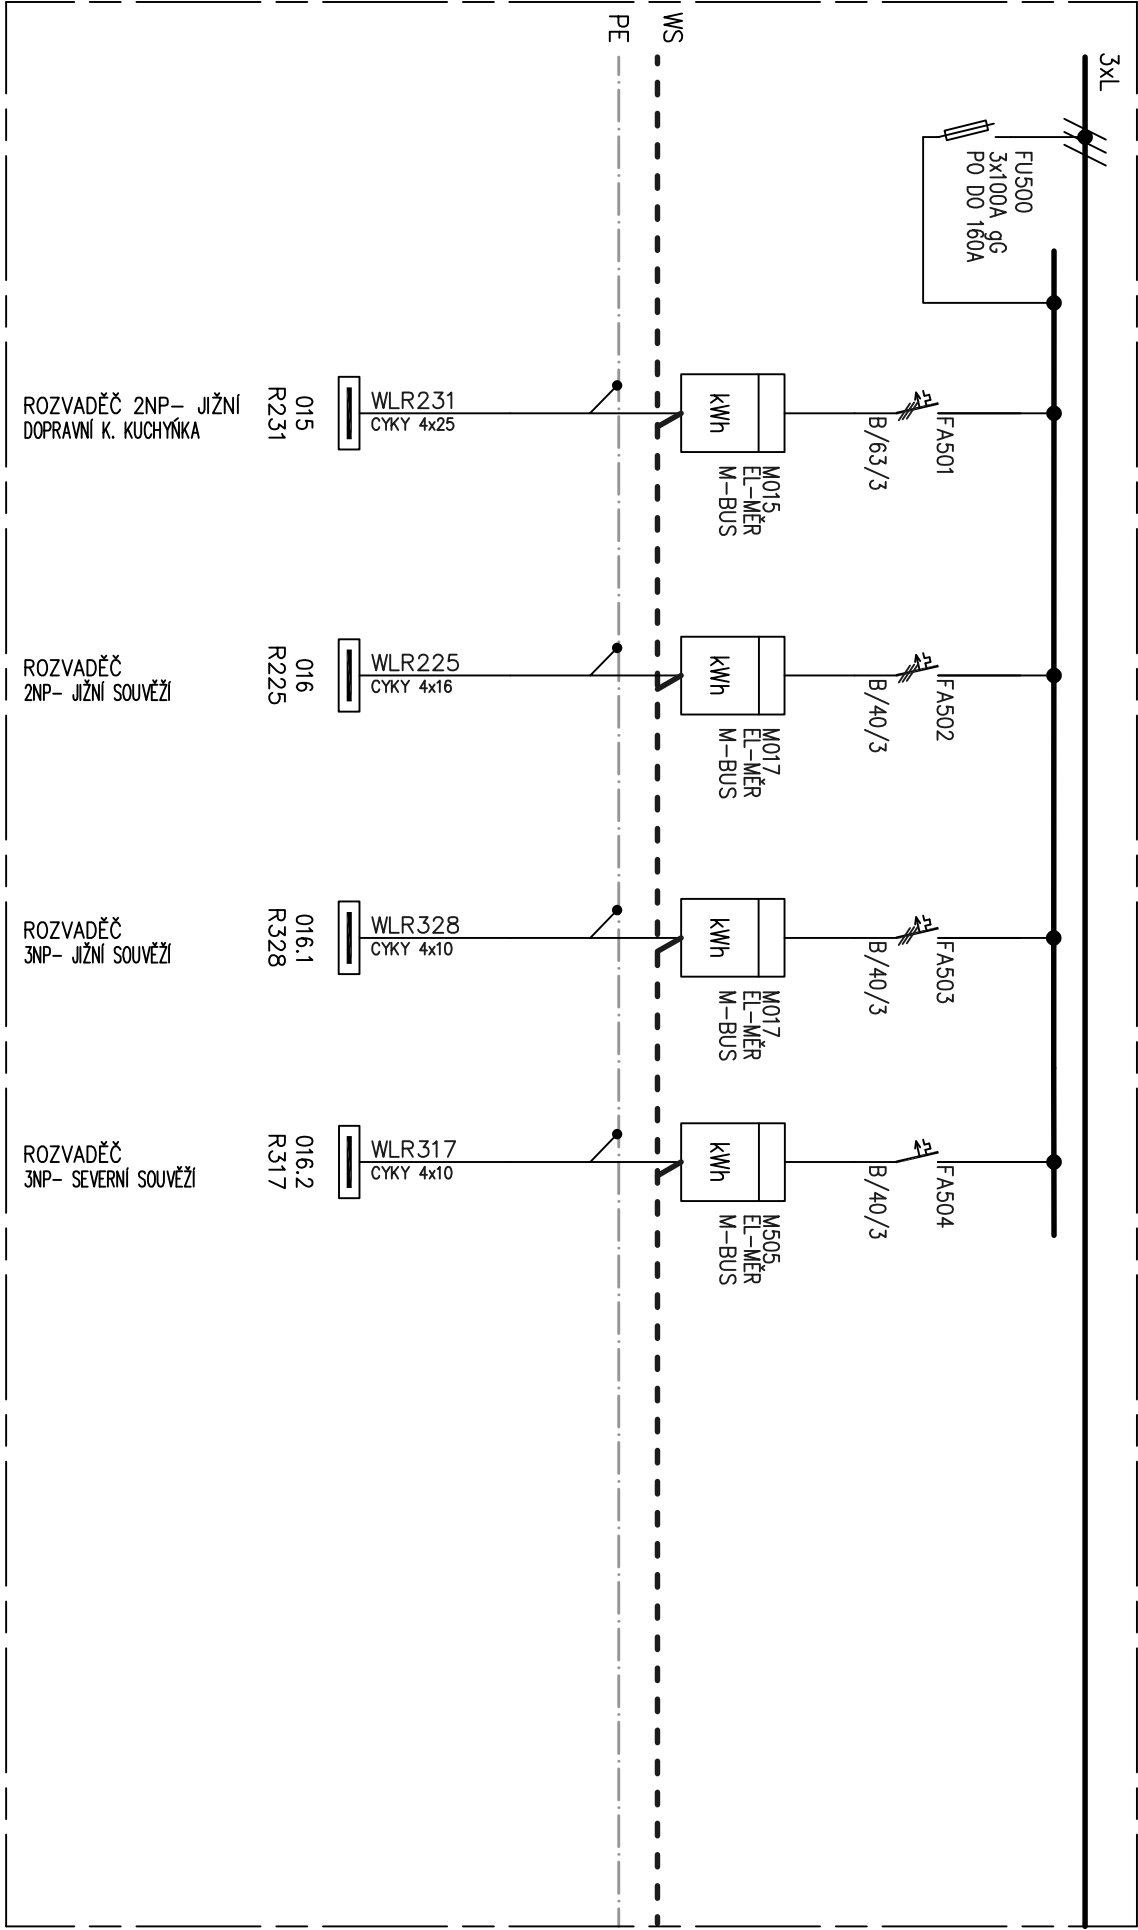 3xL
FU500
3x100A gG
PO DO 160A
WS
PE
FA501
B/63/3
M015
EL-MĚR
M-BUS
kWh
WLR231
CYKY 4x25
015
R231
ROZVADĚČ 2NP- JIŽNÍ
DOPRAVNÍ K. KUCHYŇKA
FA502
B/40/3
M017
EL-MĚR
M-BUS
kWh
WLR225
CYKY 4x16
016
R225
ROZVADĚČ
2NP- JIŽNÍ SOUVĚŽÍ
FA503
B/40/3
M017
EL-MĚR
M-BUS
kWh
WLR328
CYKY 4x10
016.1
R328
ROZVADĚČ
3NP- JIŽNÍ SOUVĚŽÍ
FA504
B/40/3
M505
EL-MĚR
M-BUS
kWh
WLR317
CYKY 4x10
016.2
R317
ROZVADĚČ
3NP- SEVERNÍ SOUVĚŽÍ